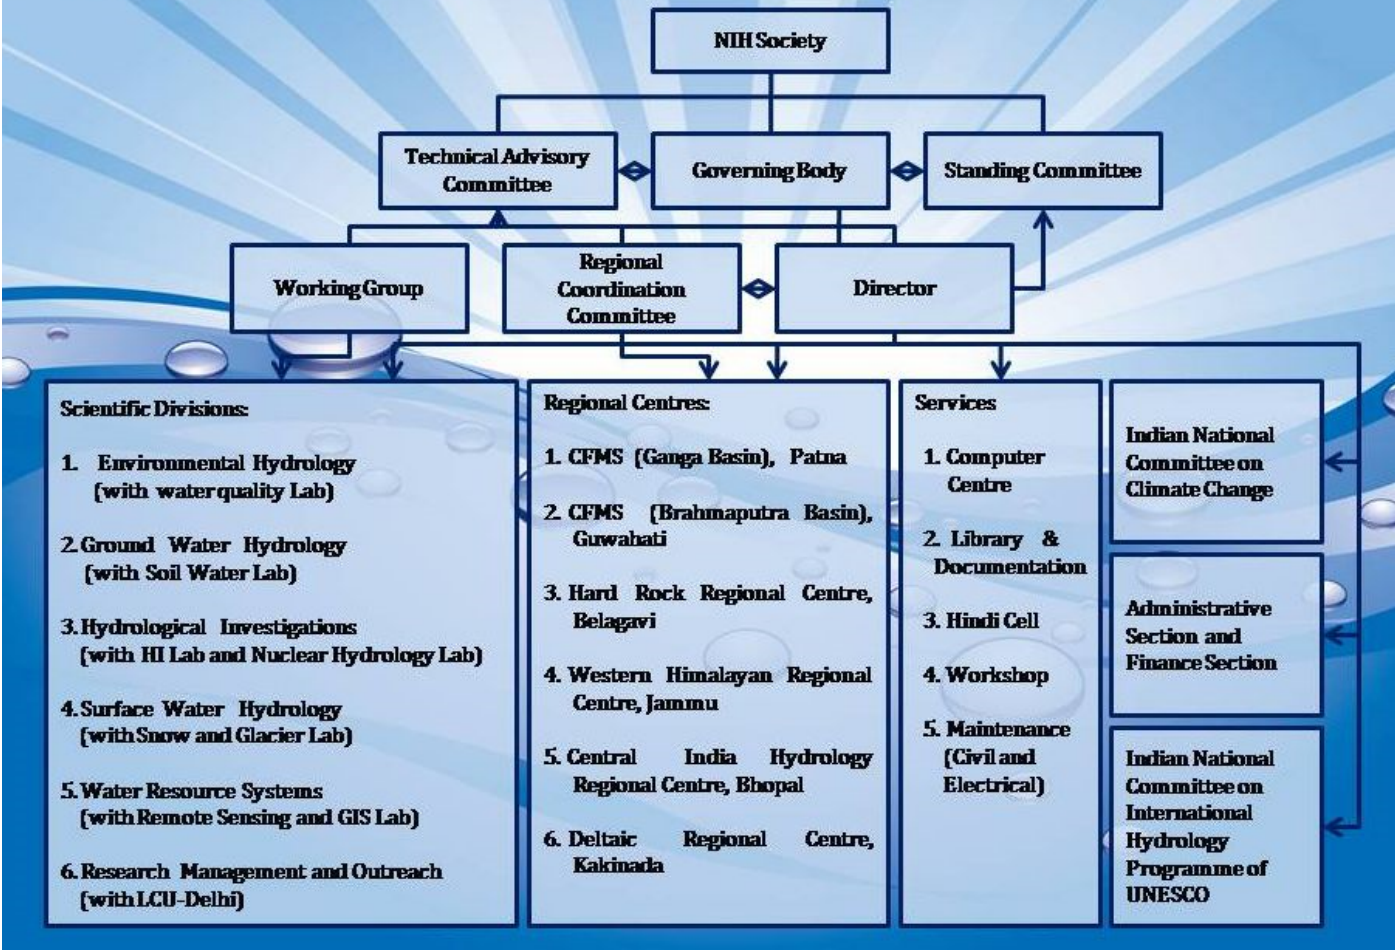 NIH Society
Technical Advisory
Committee
Governing Body
Standing Committee
Working Group
Regional
Coordination
Committee
Director
Scientific Divisions:
1. Environmental Hydrology
(with water quality Lab)
2. Ground Water Hydrology
(with Soil Water Lab)
3. Hydrological Investigations
(with HI Lab and Nuclear Hydrology Lab)
4. Surface Water Hydrology
(with Snow and Glacier Lab)
5. Water Resource Systems
(with Remote Sensing and GIS Lab)
6. Research Management and Outreach
(with LCU-Delhi)
Regional Centres:
1. CFMS (Ganga Basin), Patna
2. CFMS (Brahmaputra Basin),
Guwahati
3. Hard Rock Regional Centre,
Belagavi
4. Western Himalayan Regional
Centre, Jammu
5. Central India Hydrology
Regional Centre, Bhopal
6. Deltaic Regional Centre,
Kakinada
Services
1. Computer
Centre
2. Library &
Documentation
3. Hindi Cell
4. Workshop
5. Maintenance
(Civil and
Electrical)
Indian National
Committee on
Climate Change
Administrative
Section and
Finance Section
Indian National
Committee on
International
Hydrology
Programme of
UNESCO